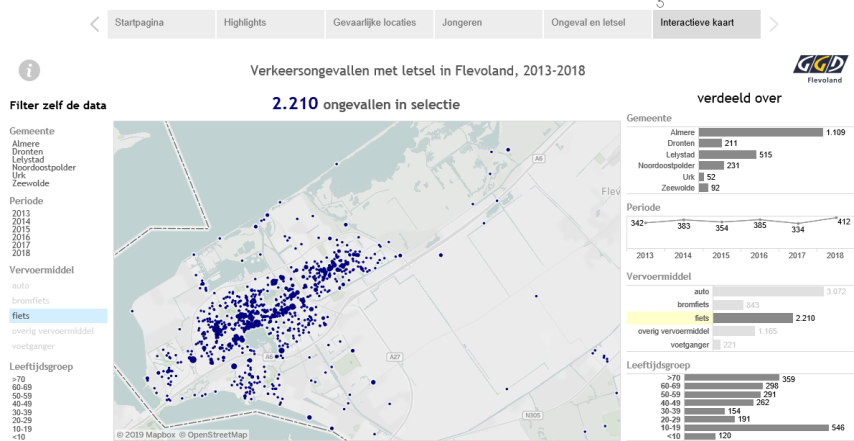 Startpagina
Highlights
Gevaarlijke locaties
Jongeren
Ongeval en letsel
Interactieve kaart
Verkeersongevallen met letsel in Flevoland, 2013-2018
GGD
Flevoland
Filter zelf de data
2.210 ongevallen in selectie
verdeeld over
Gemeente
Almere
Dronten
Lelystad
Noordoostpolder
Urk
Zeewolde
Periode
2013
2014
2015
2016
2017
2018
Vervoermiddel
auto
bromfiets
fiets
overig vervoermiddel
voetganger
Leeftijdsgroep
>70
60-69
50-59
40-49
30-39
20-29
10-19
<10
A6
Flev
A6
A27
N305
© 2019 Mapbox © OpenStreetMap
Gemeente
Almere 1.109
Dronten 211
Lelystad 515
Noordoostpolder 231
Urk 52
Zeewolde 92
Periode
342 383 354 385 334 412
2013 2014 2015 2016 2017 2018
Vervoermiddel
auto 3.072
bromfiets 843
fiets 2.210
overig vervoermiddel 1.165
voetganger 221
Leeftijdsgroep
>70 359
60-69 298
50-59 291
40-49 262
30-39 154
20-29 191
10-19 546
<10 120